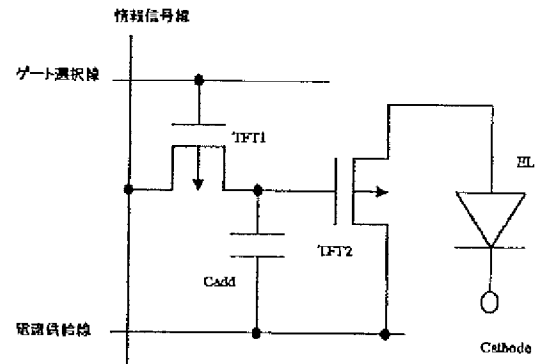 情報信号線
ゲート選択線
TFT1
EL
TFT2
Cadd
電源供給線
Cathode